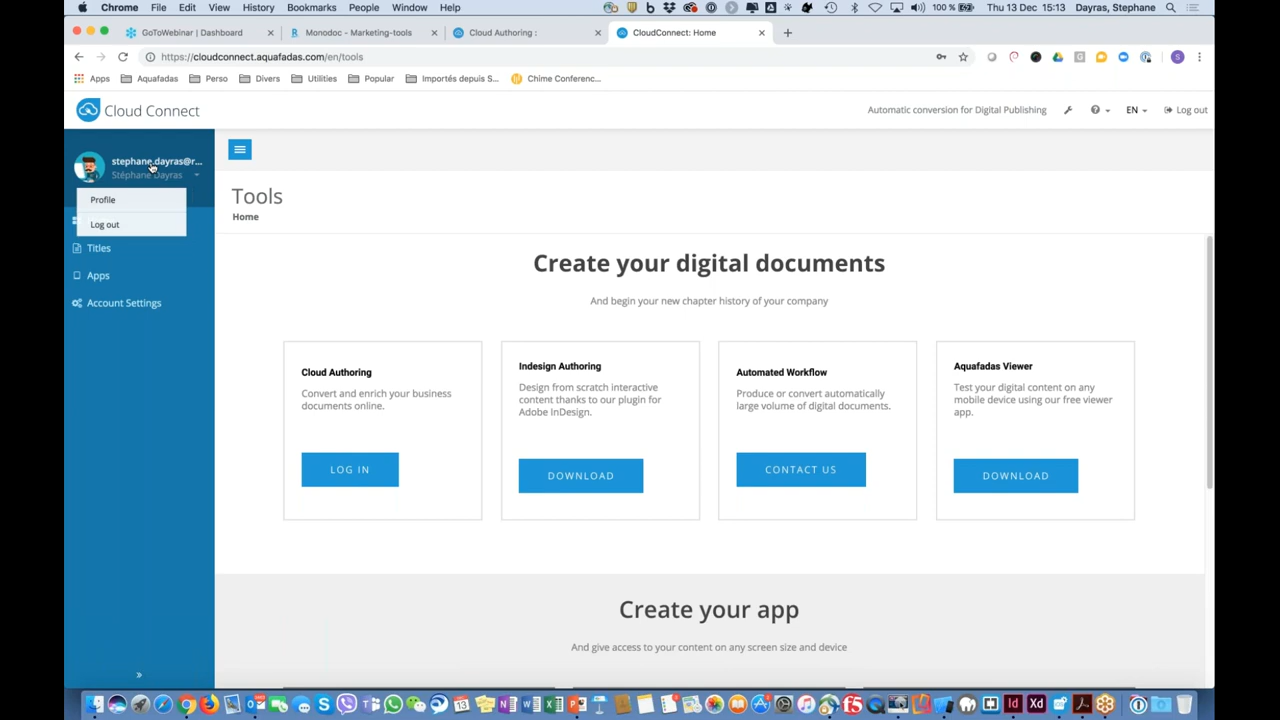 Chrome File Edit View History Bookmarks People Window Help 100 % Thu 13 Dec 15:13 Dayras, Stephane
GoToWebinar | Dashboard Monodoc - Marketing-tools Cloud Authoring : CloudConnect: Home
https://cloudconnect.aquafadas.com/en/tools
Apps Aquafadas Perso Divers Utilities Popular Importés depuis S... Chime Conferenc...
Cloud Connect Automatic conversion for Digital Publishing EN Log out
stephane.dayras@r...
Stéphane Dayras
Profile
Log out
Titles
Apps
Account Settings
Tools
Home
Create your digital documents
And begin your new chapter history of your company
Cloud Authoring
Convert and enrich your business
documents online.
LOG IN
Indesign Authoring
Design from scratch interactive
content thanks to our plugin for
Adobe InDesign.
DOWNLOAD
Automated Workflow
Produce or convert automatically
large volume of digital documents.
CONTACT US
Aquafadas Viewer
Test your digital content on any
mobile device using our free viewer
app.
DOWNLOAD
Create your app
And give access to your content on any screen size and device